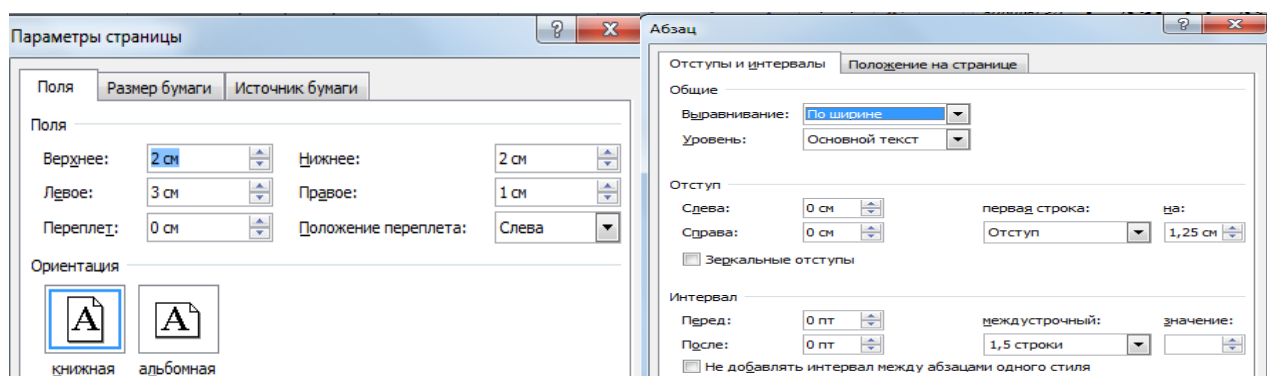 Параметры страницы
Поля Размер бумаги Источник бумаги
Поля
Верхнее: 2 см Нижнее: 2 см
Левое: 3 см Правое: 1 см
Переплет: 0 см Положение переплета: Слева
Ориентация
A A
книжная альбомная
Абзац
Отступы и интервалы Положение на странице
Общие
Выравнивание: По ширине
Уровень: Основной текст
Отступ
Слева: 0 см первая строка: на:
Справа: 0 см Отступ 1,25 см
Зеркальные отступы
Интервал
Перед: 0 пт междустрочный: значение:
После: 0 пт 1,5 строки
Не добавлять интервал между абзацами одного стиля